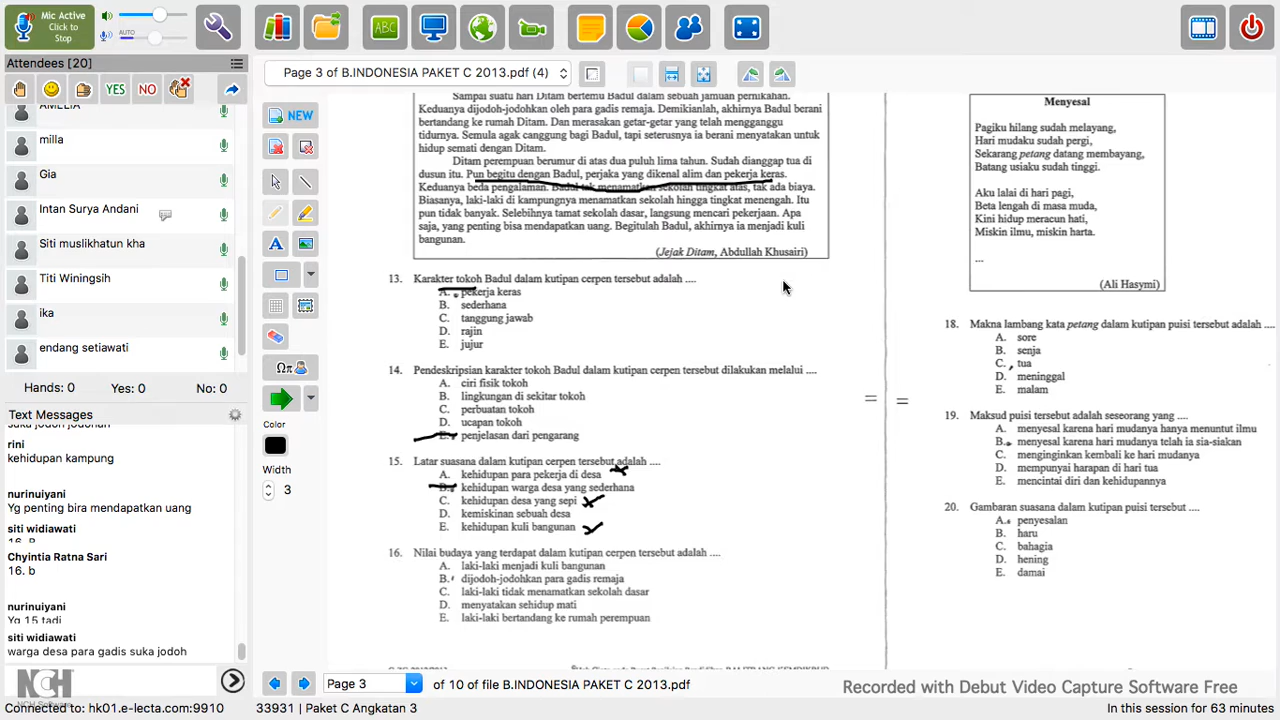 Mic Active
Click to
Stop
AUTO
ABC
Attendees [20]
YES
NO
AMELIA
milla
Gia
Intan Surya Andani
Siti muslikhatun kha
Titi Winingsih
ika
endang setiawati
Hands: 0
Yes: 0
No: 0
Text Messages
suka jodohan
rini
kehidupan kampung
nurinuiyani
Yg penting bira mendapatkan uang
siti widiawati
16. B
Chyintia Ratna Sari
16. b
nurinuiyani
Yg 15 tadi
siti widiawati
warga desa para gadis suka jodoh
NCH
NCH Software
Connected to: hk01.e-lecta.com:9910
Page 3 of B.INDONESIA PAKET C 2013.pdf (4)
NEW
Ωπ
Color
Width
3
Sampai suatu hari Ditam bertemu Badul dalam sebuah jamuan pernikahan.
Keduanya dijodoh-jodohkan oleh para gadis remaja. Demikianlah, akhirnya Badul berani
bertandang ke rumah Ditam. Dan merasakan getar-getar yang telah mengganggu
tidurnya. Semula agak canggung bagi Badul, tapi seterusnya ia berani menyatakan untuk
hidup semati dengan Ditam.
Ditam perempuan berumur di atas dua puluh lima tahun. Sudah dianggap tua di
dusun itu. Pun begitu dengan Badul, perjaka yang dikenal alim dan pekerja keras.
Keduanya beda pengalaman. Badul tak menamatkan sekolah tingkat atas, tak ada biaya.
Biasanya, laki-laki di kampungnya menamatkan sekolah hingga tingkat menengah. Itu
pun tidak banyak. Selebihnya tamat sekolah dasar, langsung mencari pekerjaan. Apa
saja, yang penting bisa mendapatkan uang. Begitulah Badul, akhirnya ia menjadi kuli
bangunan.
(Jejak Ditam, Abdullah Khusairi)
13. Karakter tokoh Badul dalam kutipan cerpen tersebut adalah ....
A. pekerja keras
B. sederhana
C. tanggung jawab
D. rajin
E. jujur
14. Pendeskripsian karakter tokoh Badul dalam kutipan cerpen tersebut dilakukan melalui ....
A. ciri fisik tokoh
B. lingkungan di sekitar tokoh
C. perbuatan tokoh
D. ucapan tokoh
E. penjelasan dari pengarang
15. Latar suasana dalam kutipan cerpen tersebut adalah ....
A. kehidupan para pekerja di desa
B. kehidupan warga desa yang sederhana
C. kehidupan desa yang sepi
D. kemiskinan sebuah desa
E. kehidupan kuli bangunan
16. Nilai budaya yang terdapat dalam kutipan cerpen tersebut adalah ....
A. laki-laki menjadi kuli bangunan
B. dijodoh-jodohkan para gadis remaja
C. laki-laki tidak menamatkan sekolah dasar
D. menyatakan sehidup mati
E. laki-laki bertandang ke rumah perempuan
Menyesal
Pagiku hilang sudah melayang,
Hari mudaku sudah pergi,
Sekarang petang datang membayang,
Batang usiaku sudah tinggi.
Aku lalai di hari pagi,
Beta lengah di masa muda,
Kini hidup meracun hati,
Miskin ilmu, miskin harta.
...
(Ali Hasymi)
18. Makna lambang kata petang dalam kutipan puisi tersebut adalah ....
A. sore
B. senja
C. tua
D. meninggal
E. malam
19. Maksud puisi tersebut adalah seseorang yang ....
A. menyesal karena hari mudanya hanya menuntut ilmu
B. menyesal karena hari mudanya telah ia sia-siakan
C. menginginkan kembali ke hari mudanya
D. mempunyai harapan di hari tua
E. mencintai diri dan kehidupannya
20. Gambaran suasana dalam kutipan puisi tersebut ....
A. penyesalan
B. haru
C. bahagia
D. hening
E. damai
Page 3
of 10 of file B.INDONESIA PAKET C 2013.pdf
33931 | Paket C Angkatan 3
Recorded with Debut Video Capture Software Free
In this session for 63 minutes